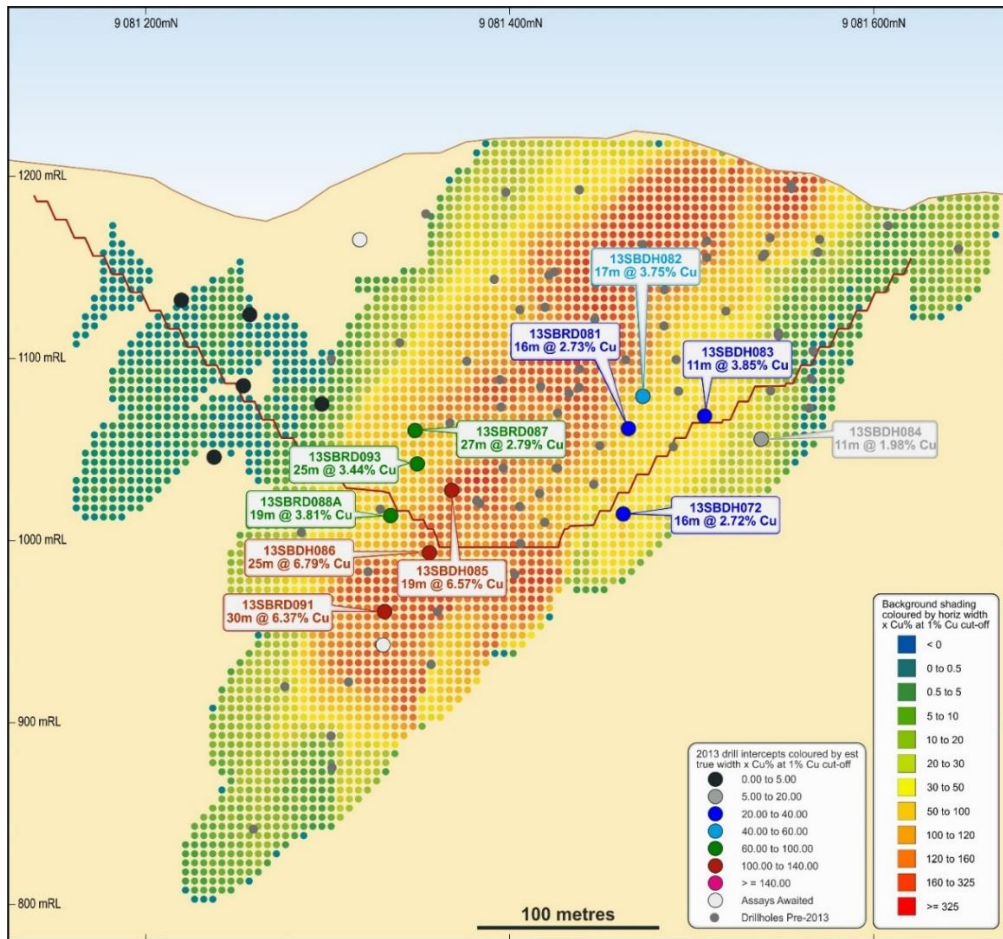 9 081 200mN
9 081 400mN
9 081 600mN
1200 mRL
1100 mRL
1000 mRL
900 mRL
800 mRL
13SBDH082
17m @ 3.75% Cu
13SBRD081
16m @ 2.73% Cu
13SBDH083
11m @ 3.85% Cu
13SBRD087
27m @ 2.79% Cu
13SBDH084
11m @ 1.98% Cu
13SBRD093
25m @ 3.44% Cu
13SBRD088A
19m @ 3.81% Cu
13SBDH072
16m @ 2.72% Cu
13SBDH086
25m @ 6.79% Cu
13SBDH085
19m @ 6.57% Cu
13SBRD091
30m @ 6.37% Cu
100 metres
2013 drill intercepts coloured by est
true width x Cu% at 1% Cu cut-off
0.00 to 5.00
5.00 to 20.00
20.00 to 40.00
40.00 to 60.00
60.00 to 100.00
100.00 to 140.00
> = 140.00
Assays Awaited
Drillholes Pre-2013
Background shading
coloured by horiz width
x Cu% at 1% Cu cut-off
< 0
0 to 0.5
0.5 to 5
5 to 10
10 to 20
20 to 30
30 to 50
50 to 100
100 to 120
120 to 160
160 to 325
>= 325